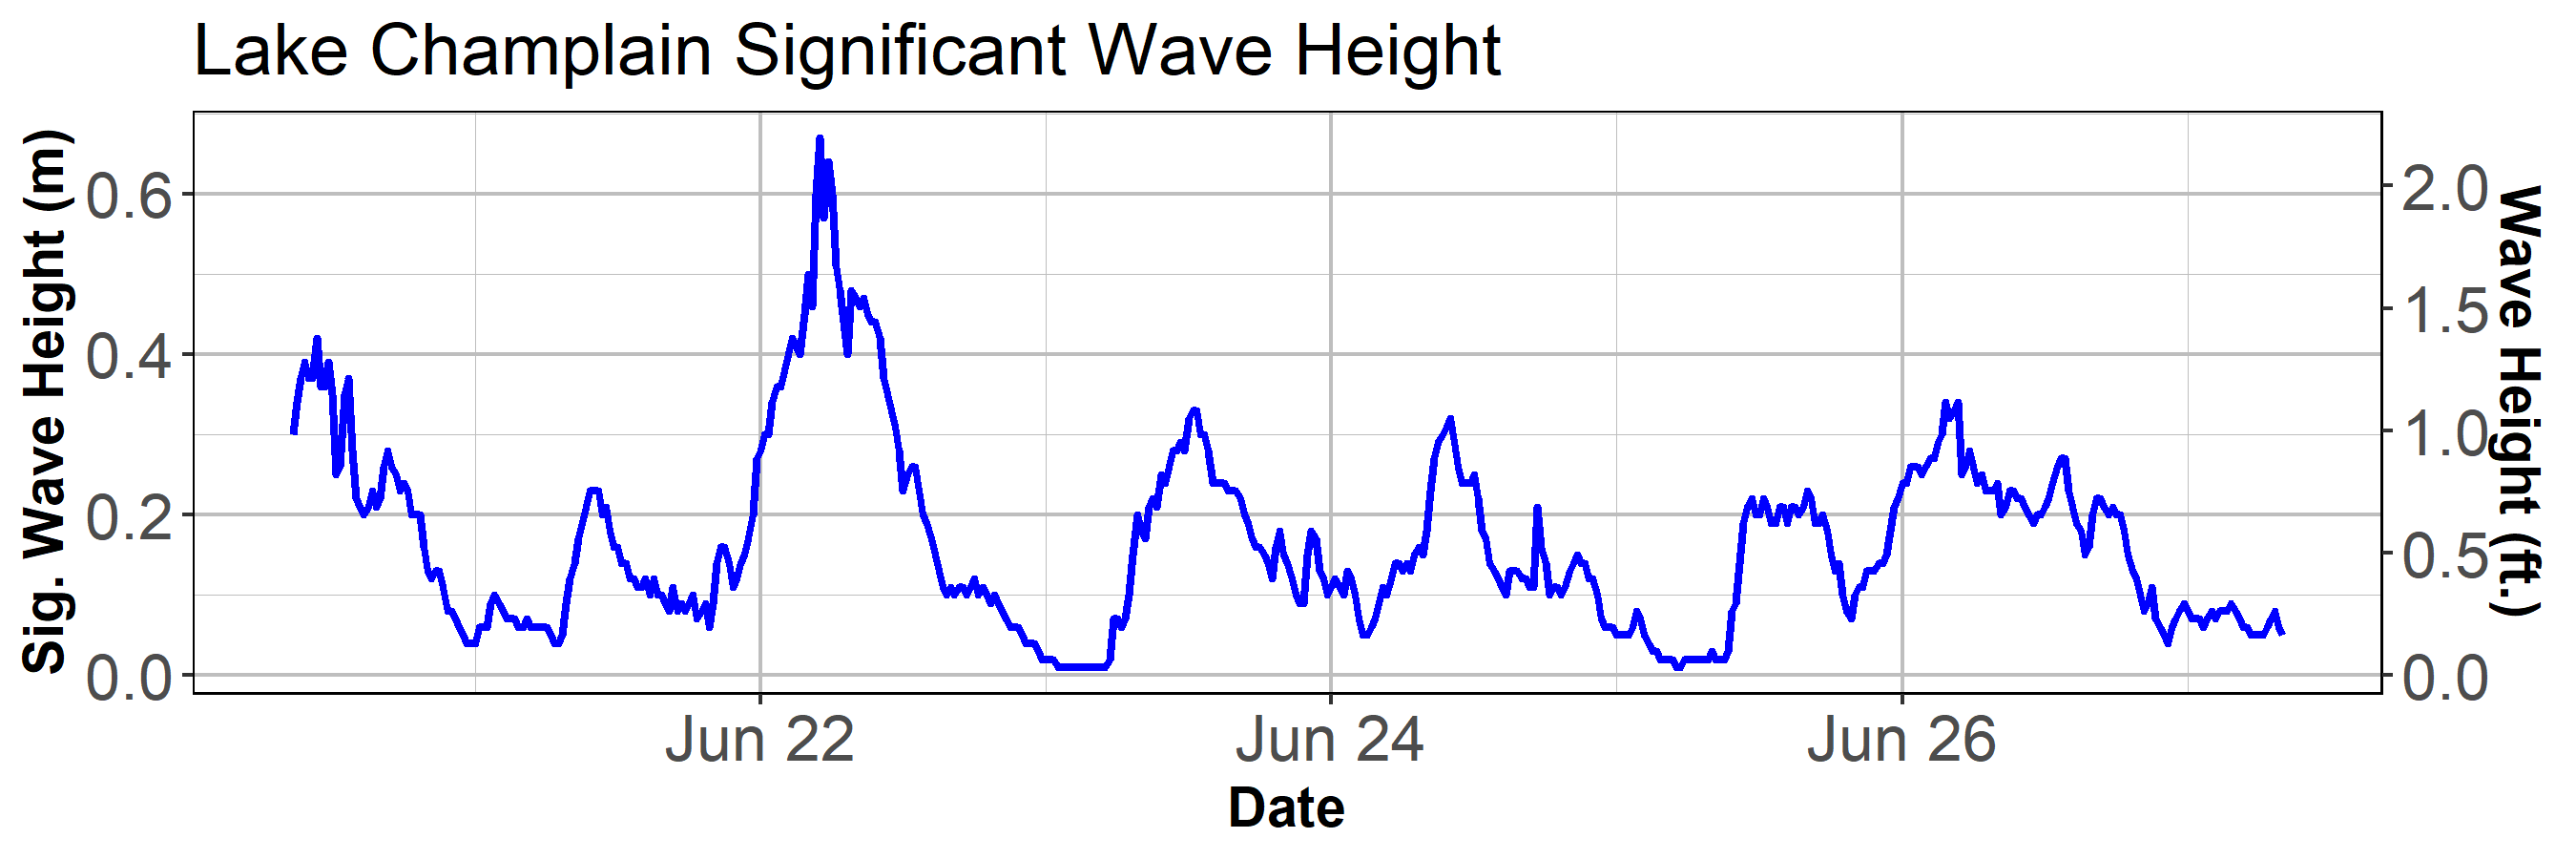 Lake Champlain Significant Wave Height
Sig. Wave Height (m)
0.6
0.4
0.2
0.0
2.0
1.5
1.0
0.5
0.0
Wave Height (ft.)
Jun 22
Jun 24
Jun 26
Date